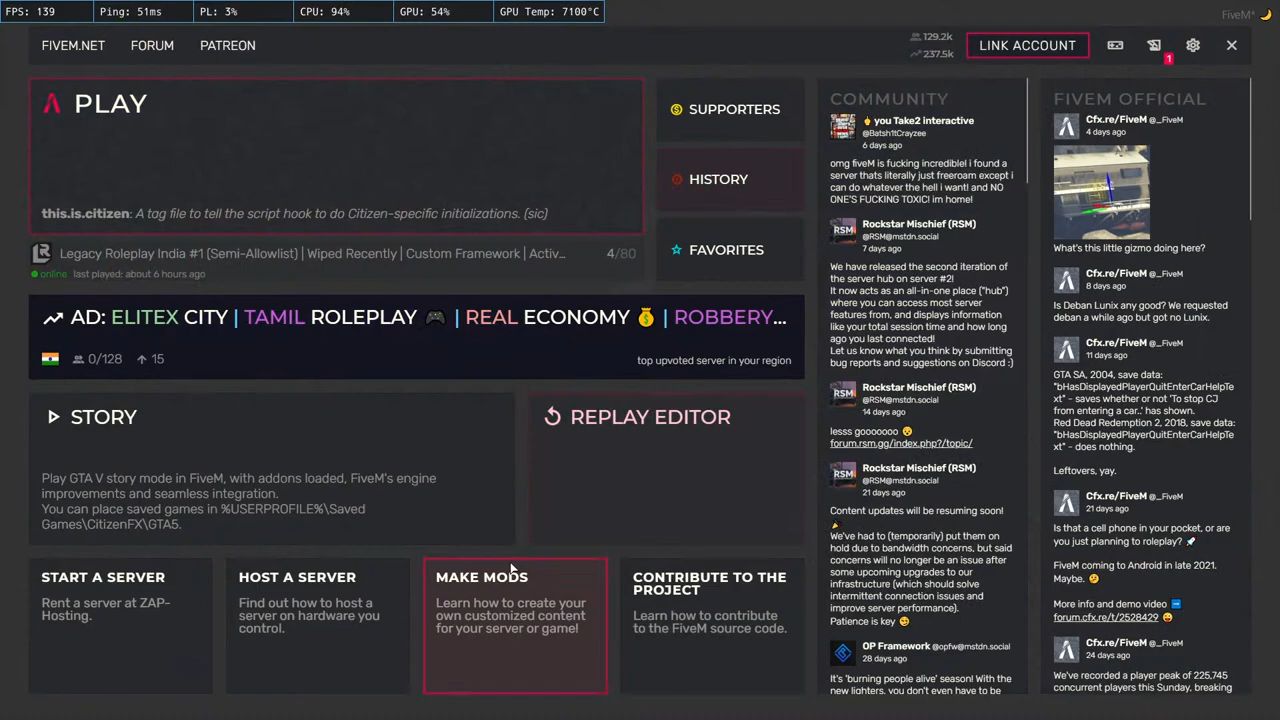 FPS: 139
Ping: 51ms
PL: 3%
CPU: 94%
GPU: 54%
GPU Temp: 7100°C
FiveM* 🌙
FIVEM.NET
FORUM
PATREON
129.2k
237.5k
LINK ACCOUNT
1
PLAY
this.is.citizen: A tag file to tell the script hook to do Citizen-specific initializations. (sic)
Legacy Roleplay India #1 (Semi-Allowlist) | Wiped Recently | Custom Framework | Activ...
4/80
online last played: about 6 hours ago
SUPPORTERS
HISTORY
FAVORITES
AD: ELITEX CITY | TAMIL ROLEPLAY 🎮 | REAL ECONOMY 💰 | ROBBERY...
0/128
15
top upvoted server in your region
STORY
Play GTA V story mode in FiveM, with addons loaded, FiveM's engine
improvements and seamless integration.
You can place saved games in %USERPROFILE%\Saved
Games\CitizenFX\GTA5.
REPLAY EDITOR
START A SERVER
Rent a server at ZAP-
Hosting.
HOST A SERVER
Find out how to host a
server on hardware you
control.
MAKE MODS
Learn how to create your
own customized content
for your server or game!
CONTRIBUTE TO THE
PROJECT
Learn how to contribute
to the FiveM source code.
COMMUNITY
🖕 you Take2 interactive
@Batsh1tCrayzee
6 days ago
omg fiveM is fucking incredible! i found a
server thats literally just freeroam except i
can do whatever the hell i want! and NO
ONE'S FUCKING TOXIC! im home!
Rockstar Mischief (RSM)
@RSM@mstdn.social
7 days ago
We have released the second iteration of
the server hub on server #2!
It now acts as an all-in-one place ("hub")
where you can access most server
features from, and displays information
like your total session time and how long
ago you last connected!
Let us know what you think by submitting
bug reports and suggestions on Discord :)
Rockstar Mischief (RSM)
@RSM@mstdn.social
14 days ago
lesss gooooooo 😮
forum.rsm.gg/index.php?/topic/
Rockstar Mischief (RSM)
@RSM@mstdn.social
21 days ago
Content updates will be resuming soon!
🎉
We've had to (temporarily) put them on
hold due to bandwidth concerns, but said
concerns will no longer be an issue after
some upcoming upgrades to our
infrastructure (which should solve
intermittent connection issues and
improve server performance).
Patience is key 😏
OP Framework @opfw@mstdn.social
28 days ago
It's 'burning people alive' season! With the
new lighters, you don't even have to be
FIVEM OFFICIAL
Cfx.re/FiveM @_FiveM
4 days ago
What's this little gizmo doing here?
Cfx.re/FiveM @_FiveM
8 days ago
Is Deban Lunix any good? We requested
deban a while ago but got no Lunix.
Cfx.re/FiveM @_FiveM
11 days ago
GTA SA, 2004, save data:
"bHasDisplayedPlayerQuitEnterCarHelpTe
xt" - saves whether or not 'To stop CJ
from entering a car..' has shown.
Red Dead Redemption 2, 2018, save data:
"bHasDisplayedPlayerQuitEnterCarHelpTe
xt" - does nothing.
Leftovers, yay.
Cfx.re/FiveM @_FiveM
21 days ago
Is that a cell phone in your pocket, or are
you just planning to roleplay? 🚀
FiveM coming to Android in late 2021.
Maybe. 🫤
More info and demo video ➡️
forum.cfx.re/t/2528429 😛
Cfx.re/FiveM @_FiveM
24 days ago
We've recorded a player peak of 225,745
concurrent players this Sunday, breaking